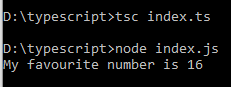 D:\typescript>tsc index.ts
D:\typescript>node index.js
My favourite number is 16